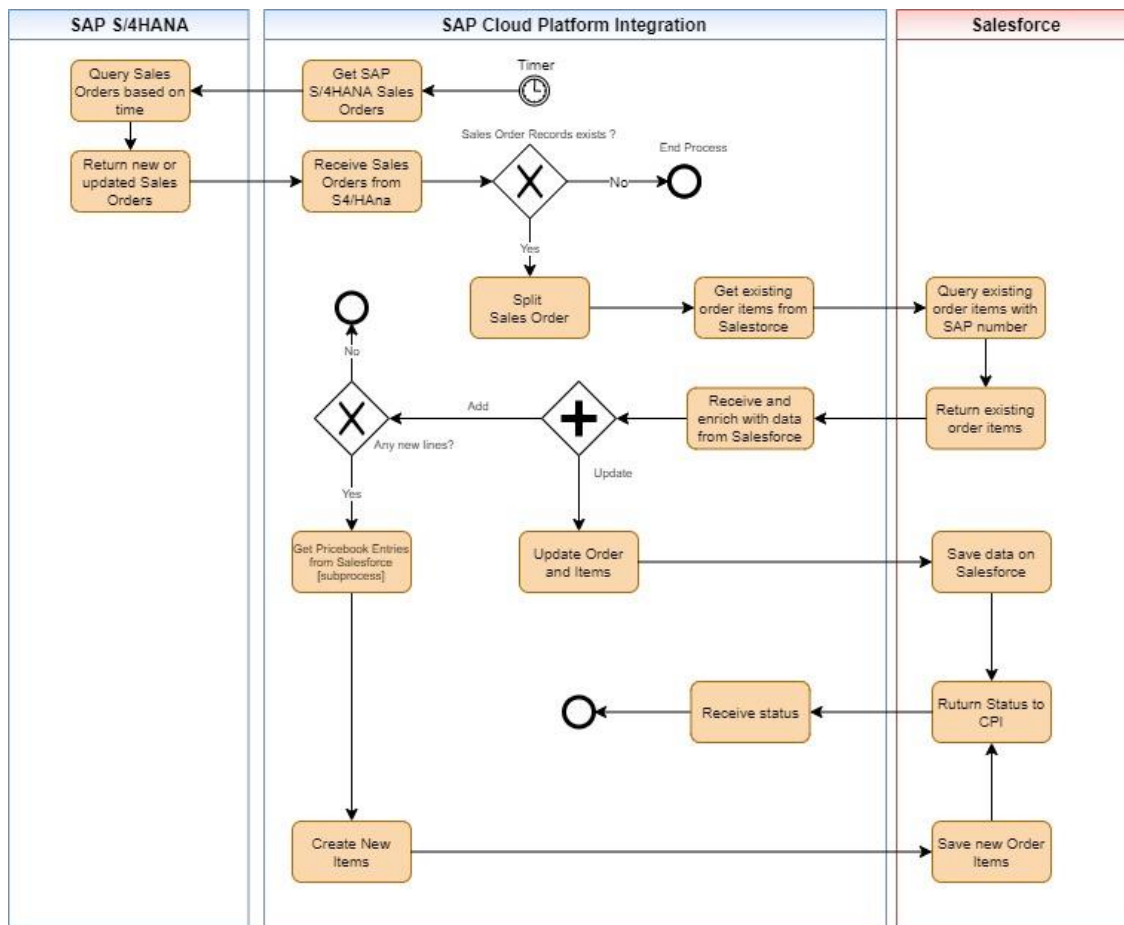 SAP S/4HANA
SAP Cloud Platform Integration
Salesforce
Query Sales
Orders based on
time
Get SAP
S/4HANA Sales
Orders
Timer
Sales Order Records exists ?
End Process
Return new or
updated Sales
Orders
Receive Sales
Orders from
S4/HAna
No
Yes
Split
Sales Order
Get existing
order items from
Salestorce
Query existing
order items with
SAP number
No
Add
Any new lines?
Receive and
enrich with data
from Salesforce
Return existing
order items
Update
Yes
Get Pricebook Entries
from Salesforce
[subprocess]
Update Order
and Items
Save data on
Salesforce
Receive status
Ruturn Status to
CPI
Create New
Items
Save new Order
Items